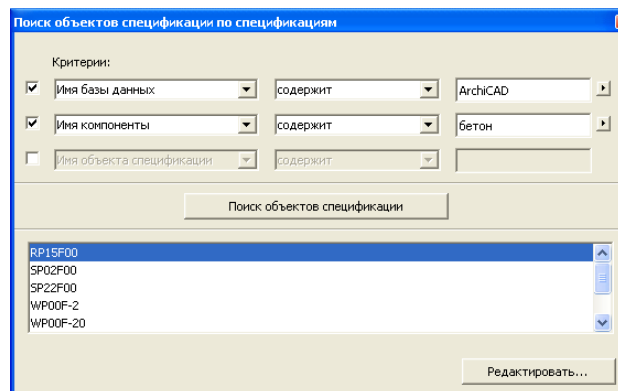 Поиск объектов спецификации по спецификациям
Критерии:
Имя базы данных содержит ArchiCAD
Имя компоненты содержит бетон
Имя объекта спецификации содержит
Поиск объектов спецификации
RP15F00
SP02F00
SP22F00
WP00F-2
WP00F-20
Редактировать...